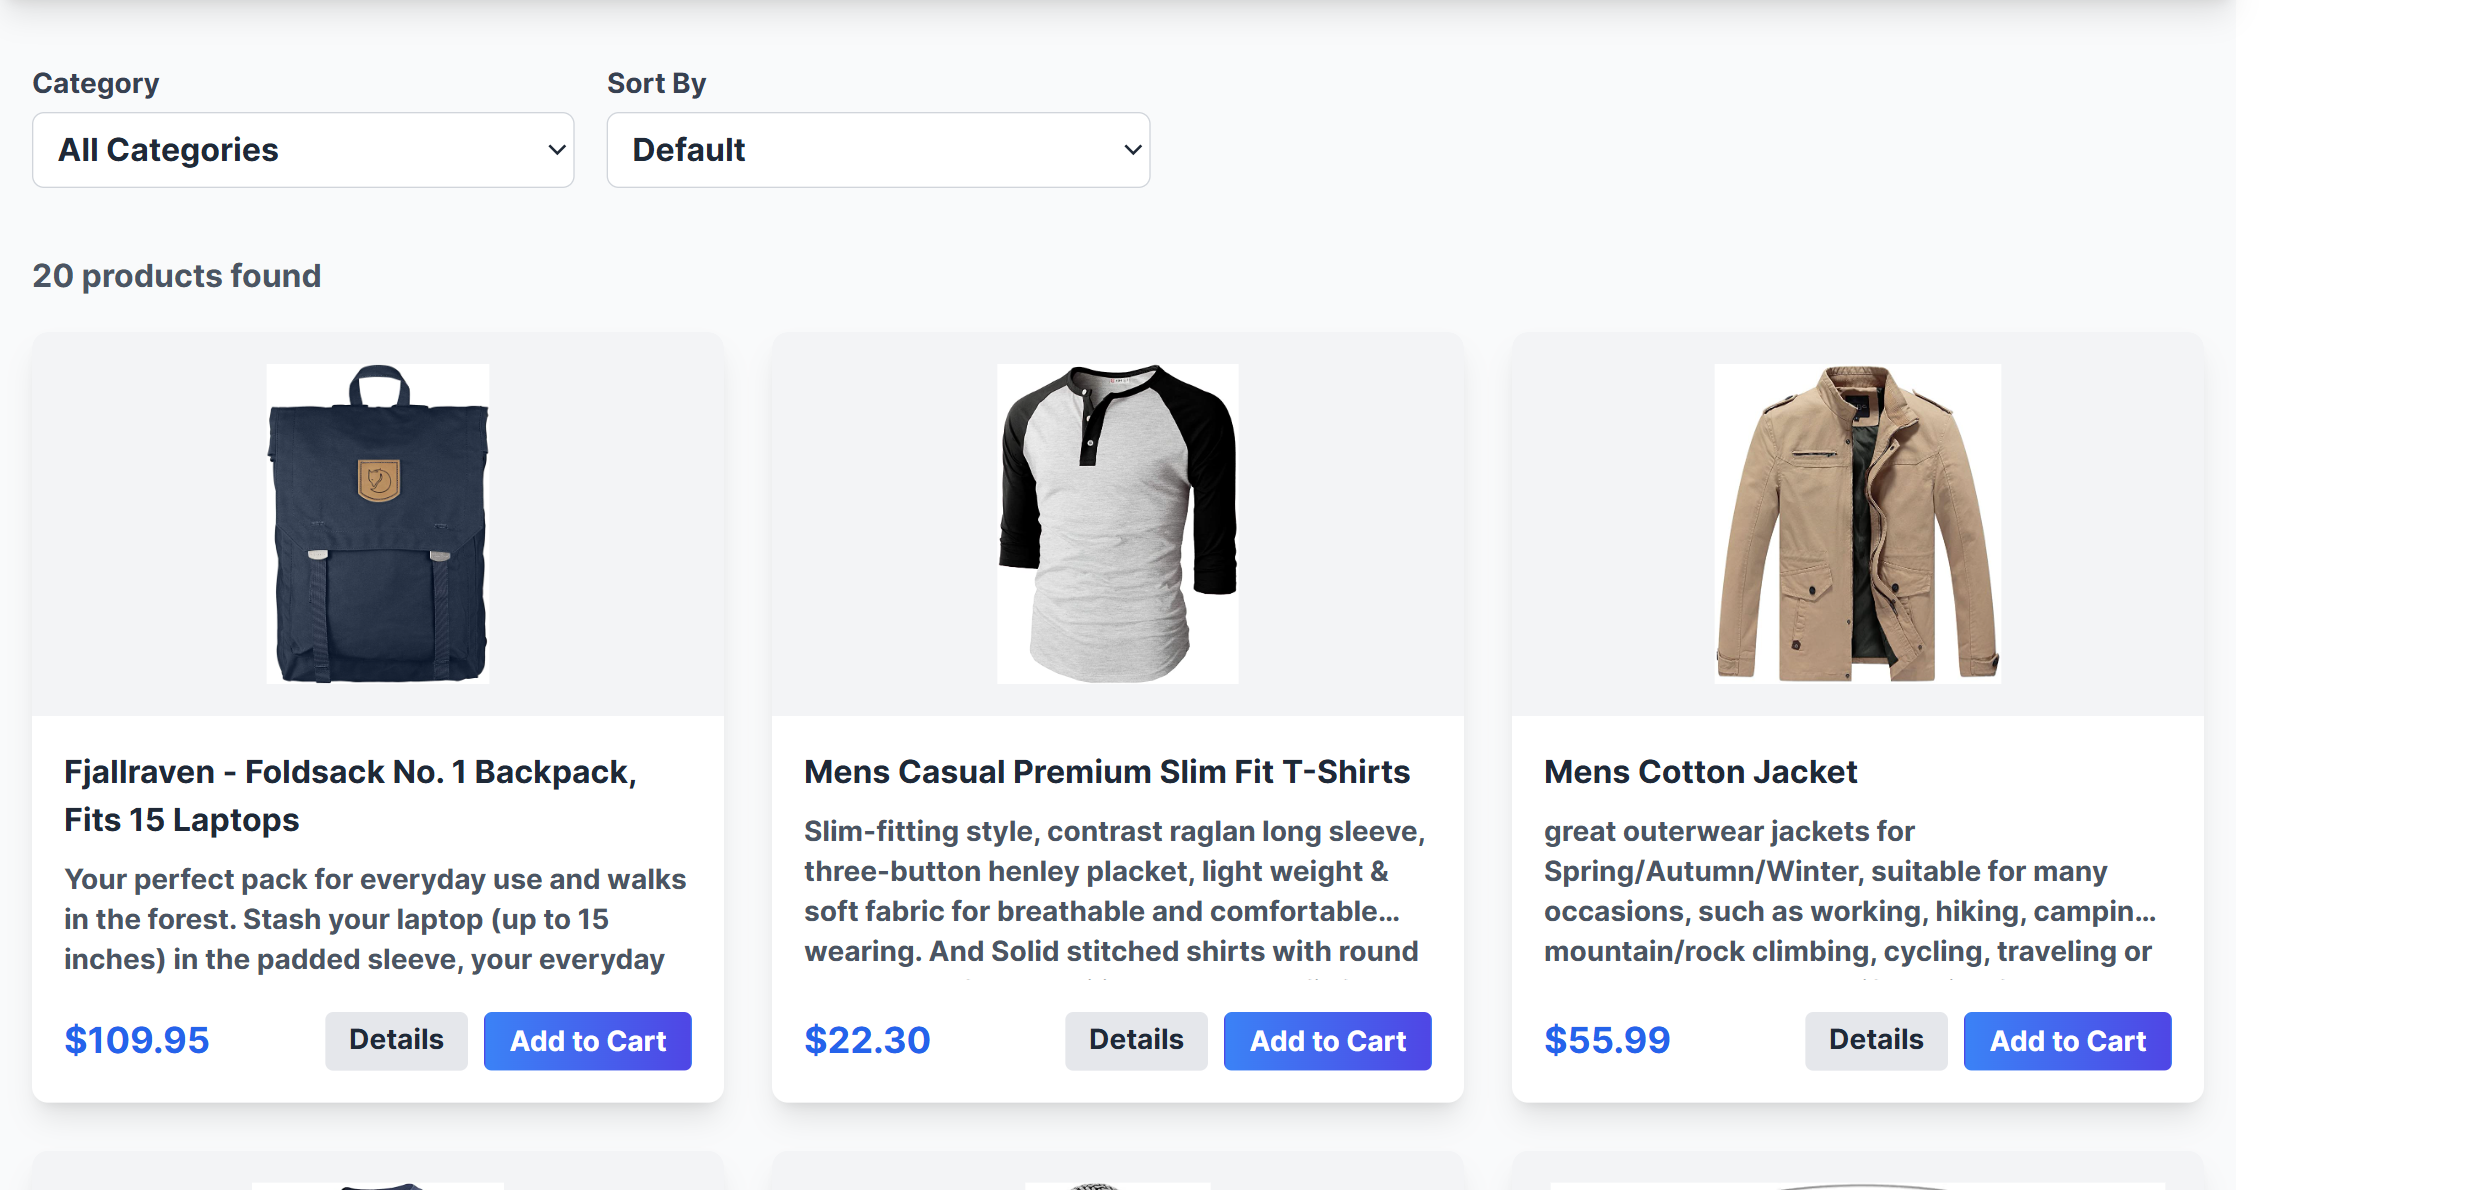 Category
Sort By
All Categories
Default
20 products found
Fjallraven - Foldsack No. 1 Backpack,
Fits 15 Laptops
Your perfect pack for everyday use and walks
in the forest. Stash your laptop (up to 15
inches) in the padded sleeve, your everyday
$109.95
Details
Add to Cart
Mens Casual Premium Slim Fit T-Shirts
Slim-fitting style, contrast raglan long sleeve,
three-button henley placket, light weight &
soft fabric for breathable and comfortable...
wearing. And Solid stitched shirts with round
$22.30
Details
Add to Cart
Mens Cotton Jacket
great outerwear jackets for
Spring/Autumn/Winter, suitable for many
occasions, such as working, hiking, campin...
mountain/rock climbing, cycling, traveling or
$55.99
Details
Add to Cart